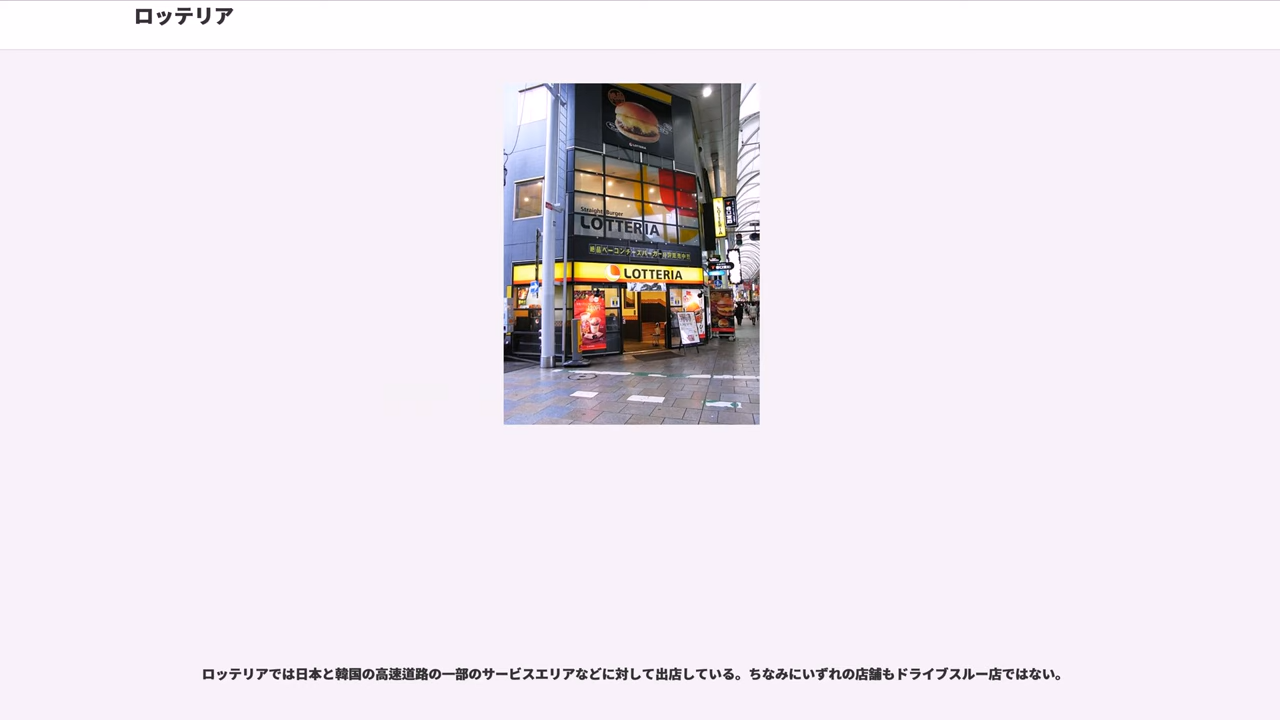 ロッテリア
Straight Burger
LOTTERIA
LOTTERIA
ロッテリアでは日本と韓国の高速道路の一部のサービスエリアなどに対して出店している。ちなみにいずれの店舗もドライブスルー店ではない。